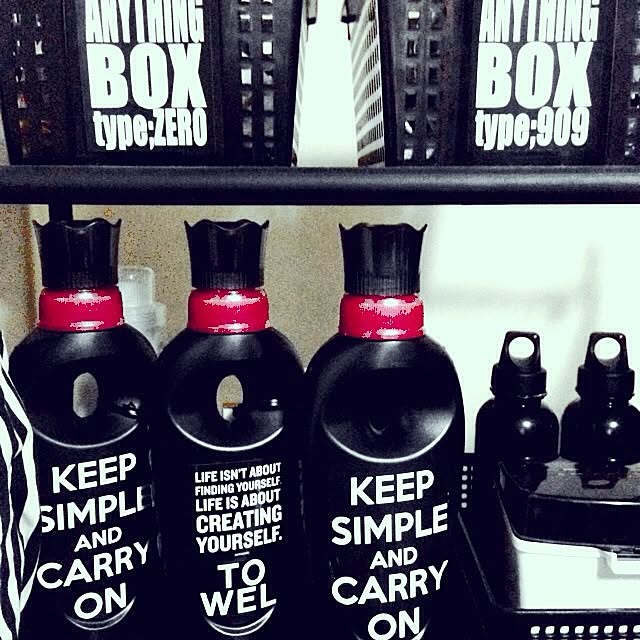 ANYTHING
BOX
type;ZERO
ANYTHING
BOX
type;909
KEEP
SIMPLE
AND
CARRY
ON
LIFE ISN'T ABOUT
FINDING YOURSELF.
LIFE IS ABOUT
CREATING
YOURSELF.
TO
WEL
KEEP
SIMPLE
AND
CARRY
ON